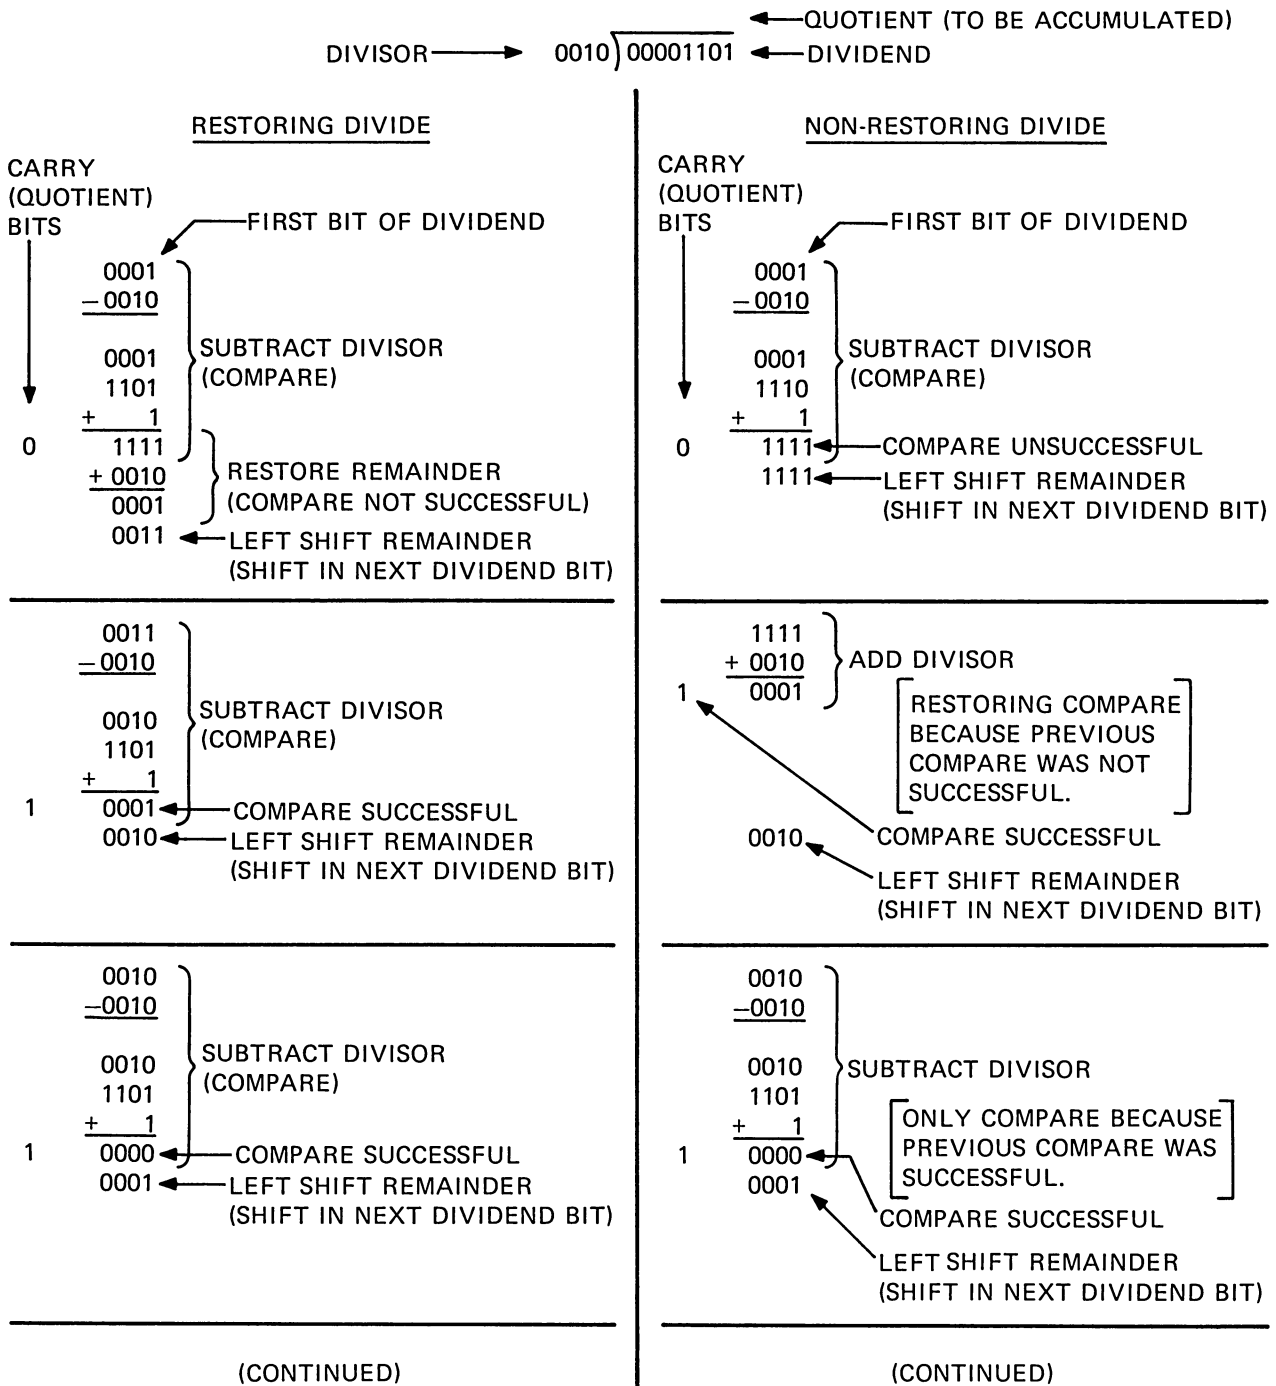 QUOTIENT (TO BE ACCUMULATED)
DIVISOR 0010 00001101 DIVIDEND
RESTORING DIVIDE
CARRY
(QUOTIENT)
BITS
FIRST BIT OF DIVIDEND
0001
–0010
0001
1101
+ 1
SUBTRACT DIVISOR
(COMPARE)
0 1111
+ 0010
0001
RESTORE REMAINDER
(COMPARE NOT SUCCESSFUL)
0011
LEFT SHIFT REMAINDER
(SHIFT IN NEXT DIVIDEND BIT)
0011
–0010
0010
1101
+ 1
SUBTRACT DIVISOR
(COMPARE)
1 0001 COMPARE SUCCESSFUL
0010 LEFT SHIFT REMAINDER
(SHIFT IN NEXT DIVIDEND BIT)
0010
–0010
0010
1101
+ 1
SUBTRACT DIVISOR
(COMPARE)
1 0000 COMPARE SUCCESSFUL
0001 LEFT SHIFT REMAINDER
(SHIFT IN NEXT DIVIDEND BIT)
(CONTINUED)
NON-RESTORING DIVIDE
CARRY
(QUOTIENT)
BITS
FIRST BIT OF DIVIDEND
0001
–0010
0001
1110
+ 1
SUBTRACT DIVISOR
(COMPARE)
0 1111 COMPARE UNSUCCESSFUL
1111 LEFT SHIFT REMAINDER
(SHIFT IN NEXT DIVIDEND BIT)
1111
+ 0010
ADD DIVISOR
1 0001
RESTORING COMPARE
BECAUSE PREVIOUS
COMPARE WAS NOT
SUCCESSFUL.
COMPARE SUCCESSFUL
0010
LEFT SHIFT REMAINDER
(SHIFT IN NEXT DIVIDEND BIT)
0010
–0010
0010
1101
+ 1
SUBTRACT DIVISOR
ONLY COMPARE BECAUSE
PREVIOUS COMPARE WAS
SUCCESSFUL.
1 0000
0001
COMPARE SUCCESSFUL
LEFT SHIFT REMAINDER
(SHIFT IN NEXT DIVIDEND BIT)
(CONTINUED)